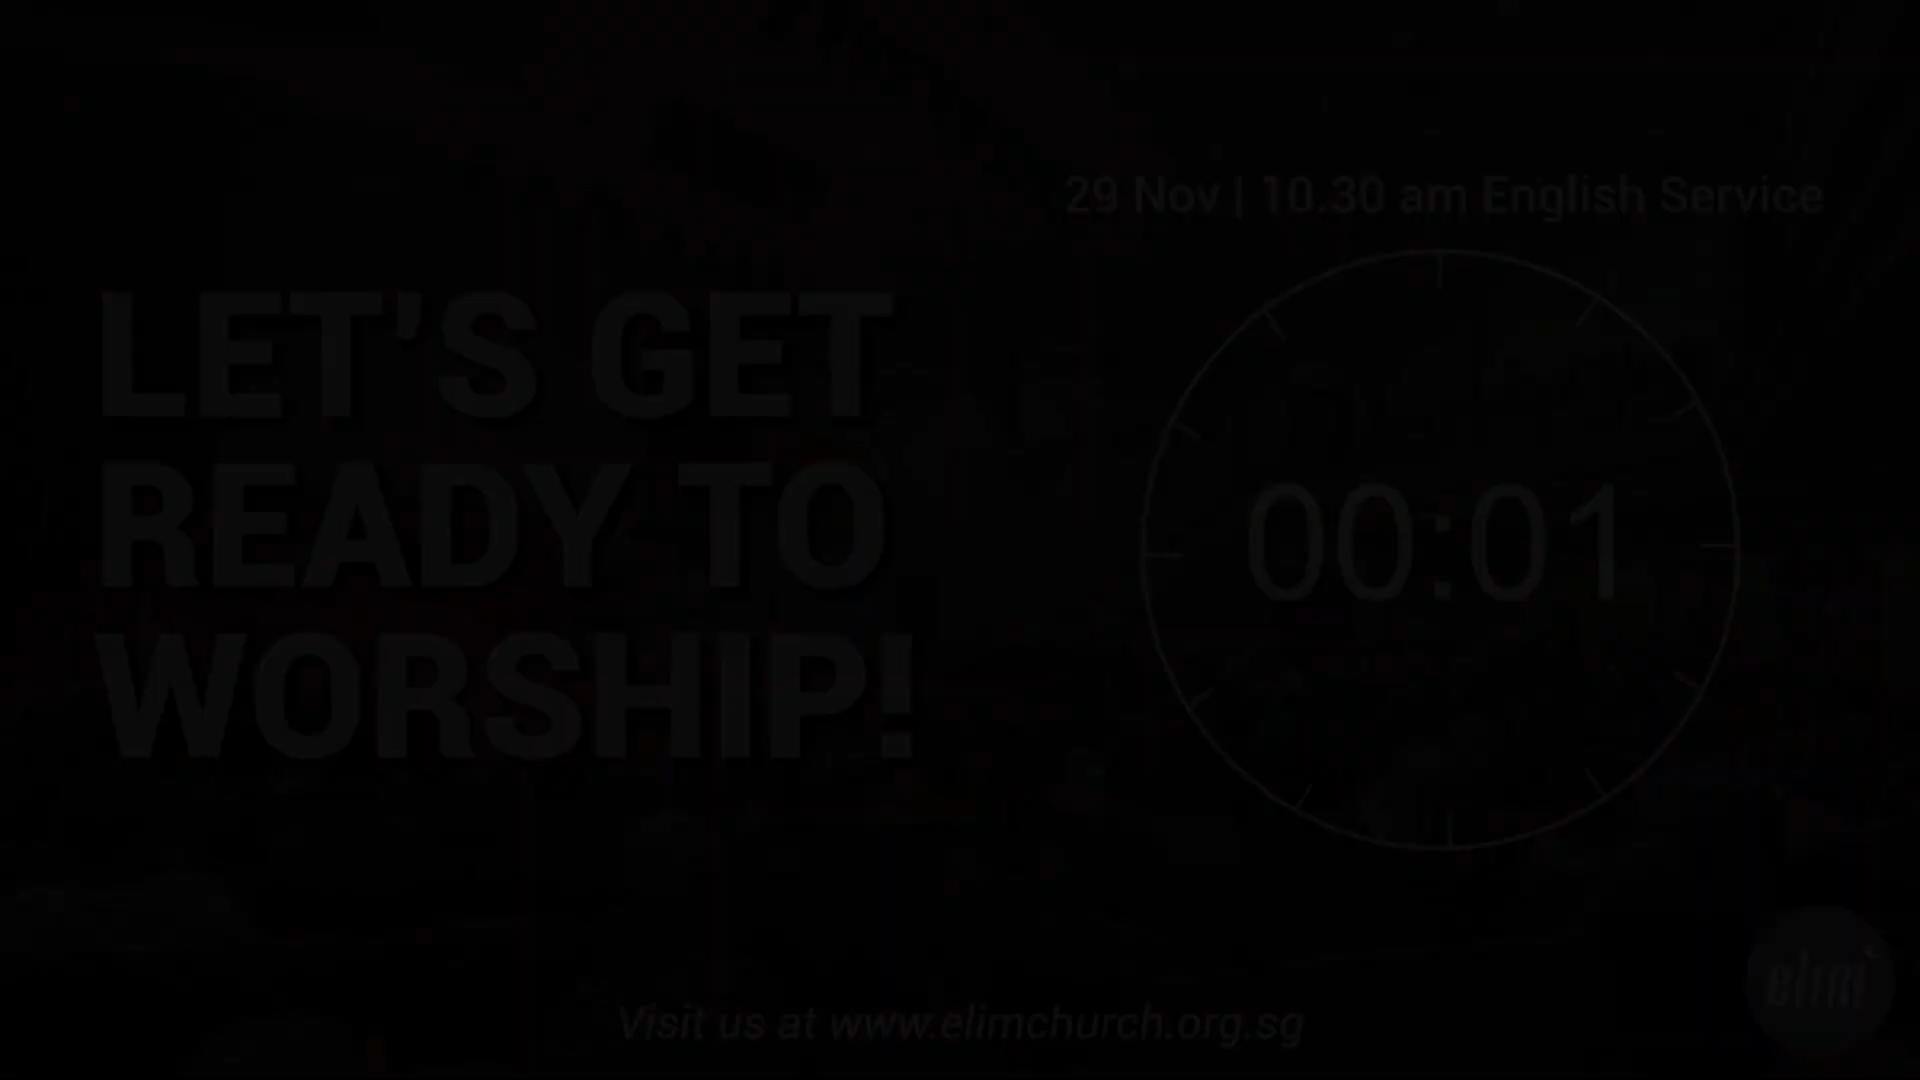 29 Nov | 10.30 am English Service
LET'S GET
READY TO
WORSHIP!
00:01
elim
Visit us at www.elimchurch.org.sg